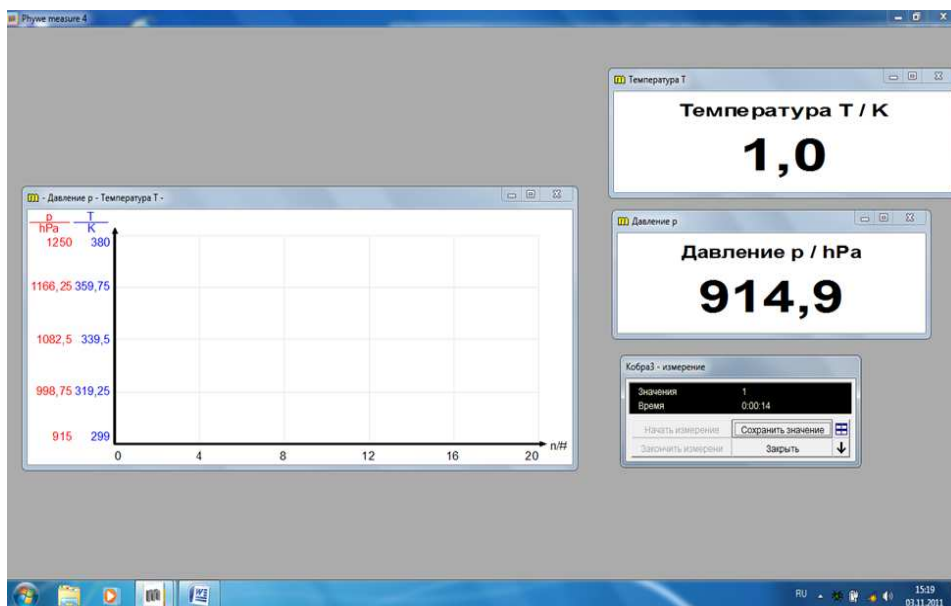 Phywe measure 4
Температура T
Температура T / K
1,0
- Давление p - Температура T -
p
hPa
T
K
1250 380
1166,25 359,75
1082,5 339,5
998,75 319,25
915 299
0 4 8 12 16 20
n/#
Давление p
Давление p / hPa
914,9
Кобра3 - измерение
Значения 1
Время 0:00:14
Начать измерение Сохранить значение
Закончить измерени Закрыть
RU
15:19
03.11.2011